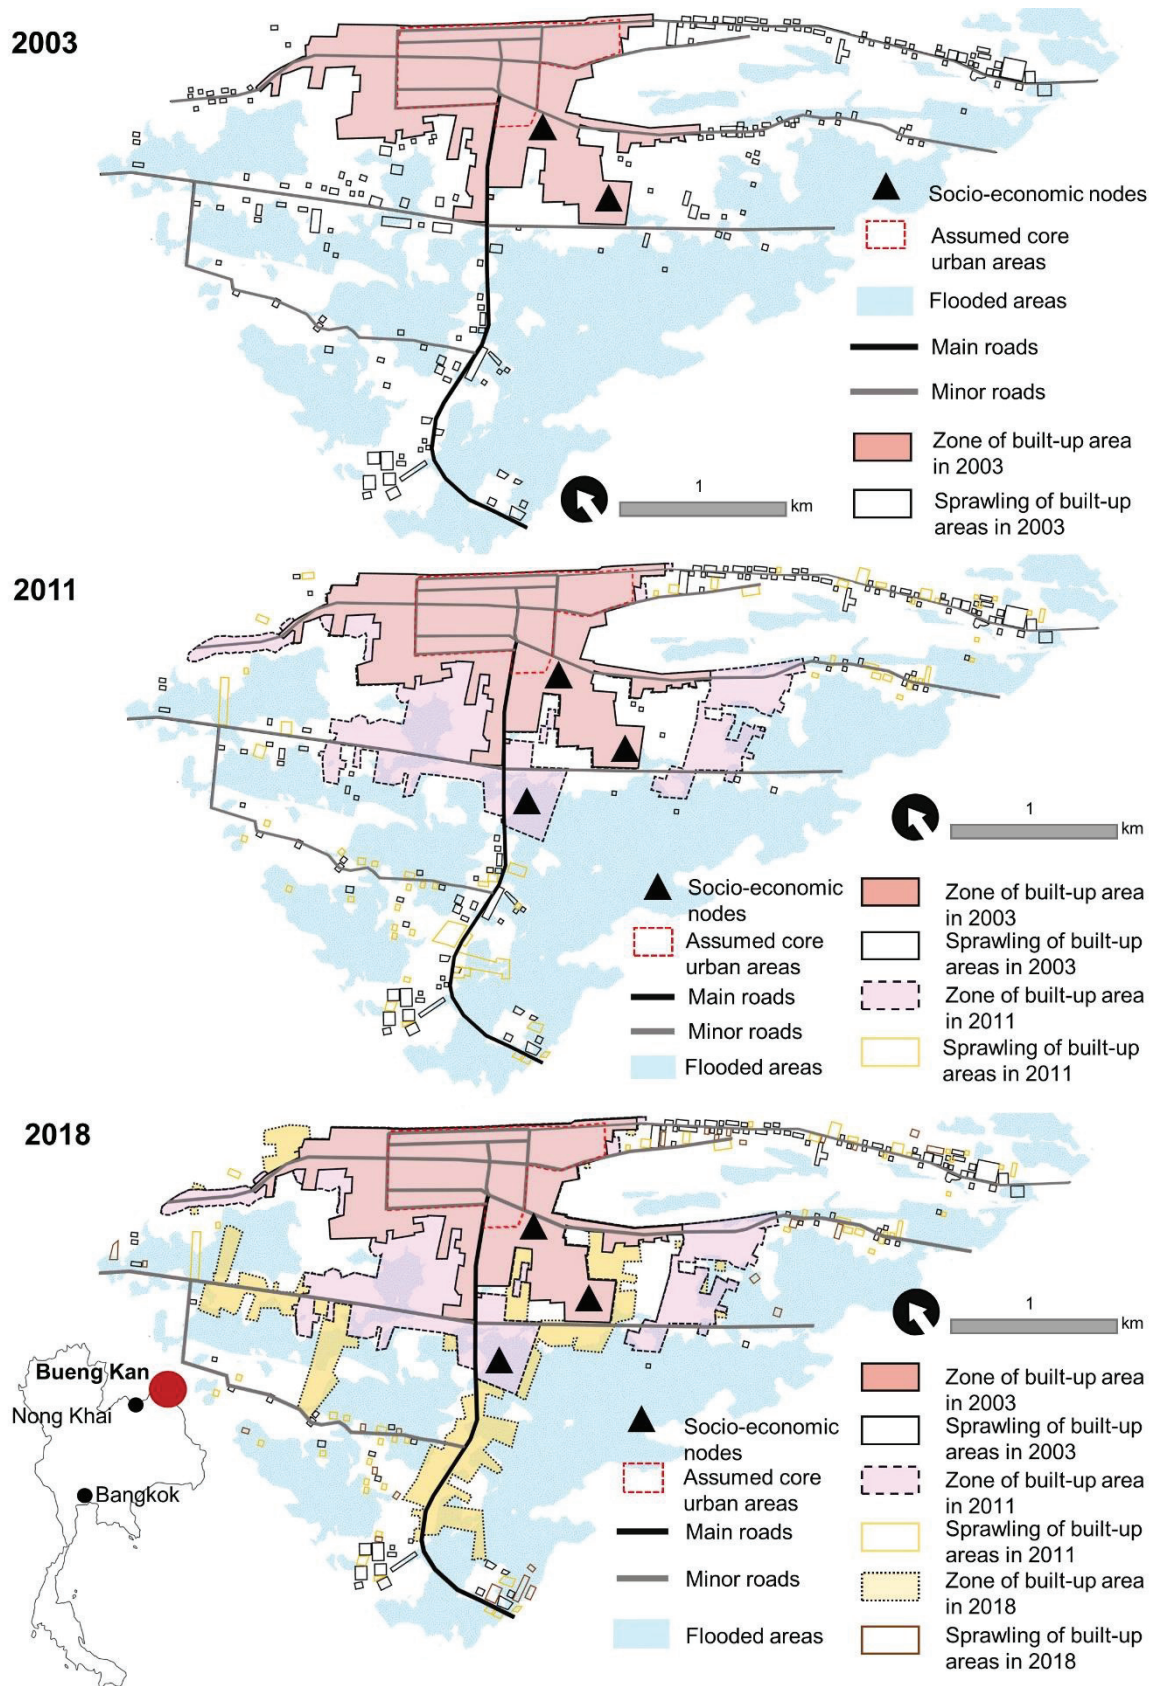 2003
Socio-economic nodes
Assumed core
urban areas
Flooded areas
Main roads
Minor roads
Zone of built-up area
in 2003
Sprawling of built-up
areas in 2003
1
km
2011
1
km
Socio-economic
nodes
Assumed core
urban areas
Main roads
Minor roads
Flooded areas
Zone of built-up area
in 2003
Sprawling of built-up
areas in 2003
Zone of built-up area
in 2011
Sprawling of built-up
areas in 2011
2018
1
km
Bueng Kan
Nong Khai
Bangkok
Socio-economic
nodes
Assumed core
urban areas
Main roads
Minor roads
Flooded areas
Zone of built-up area
in 2003
Sprawling of built-up
areas in 2003
Zone of built-up area
in 2011
Sprawling of built-up
areas in 2011
Zone of built-up area
in 2018
Sprawling of built-up
areas in 2018